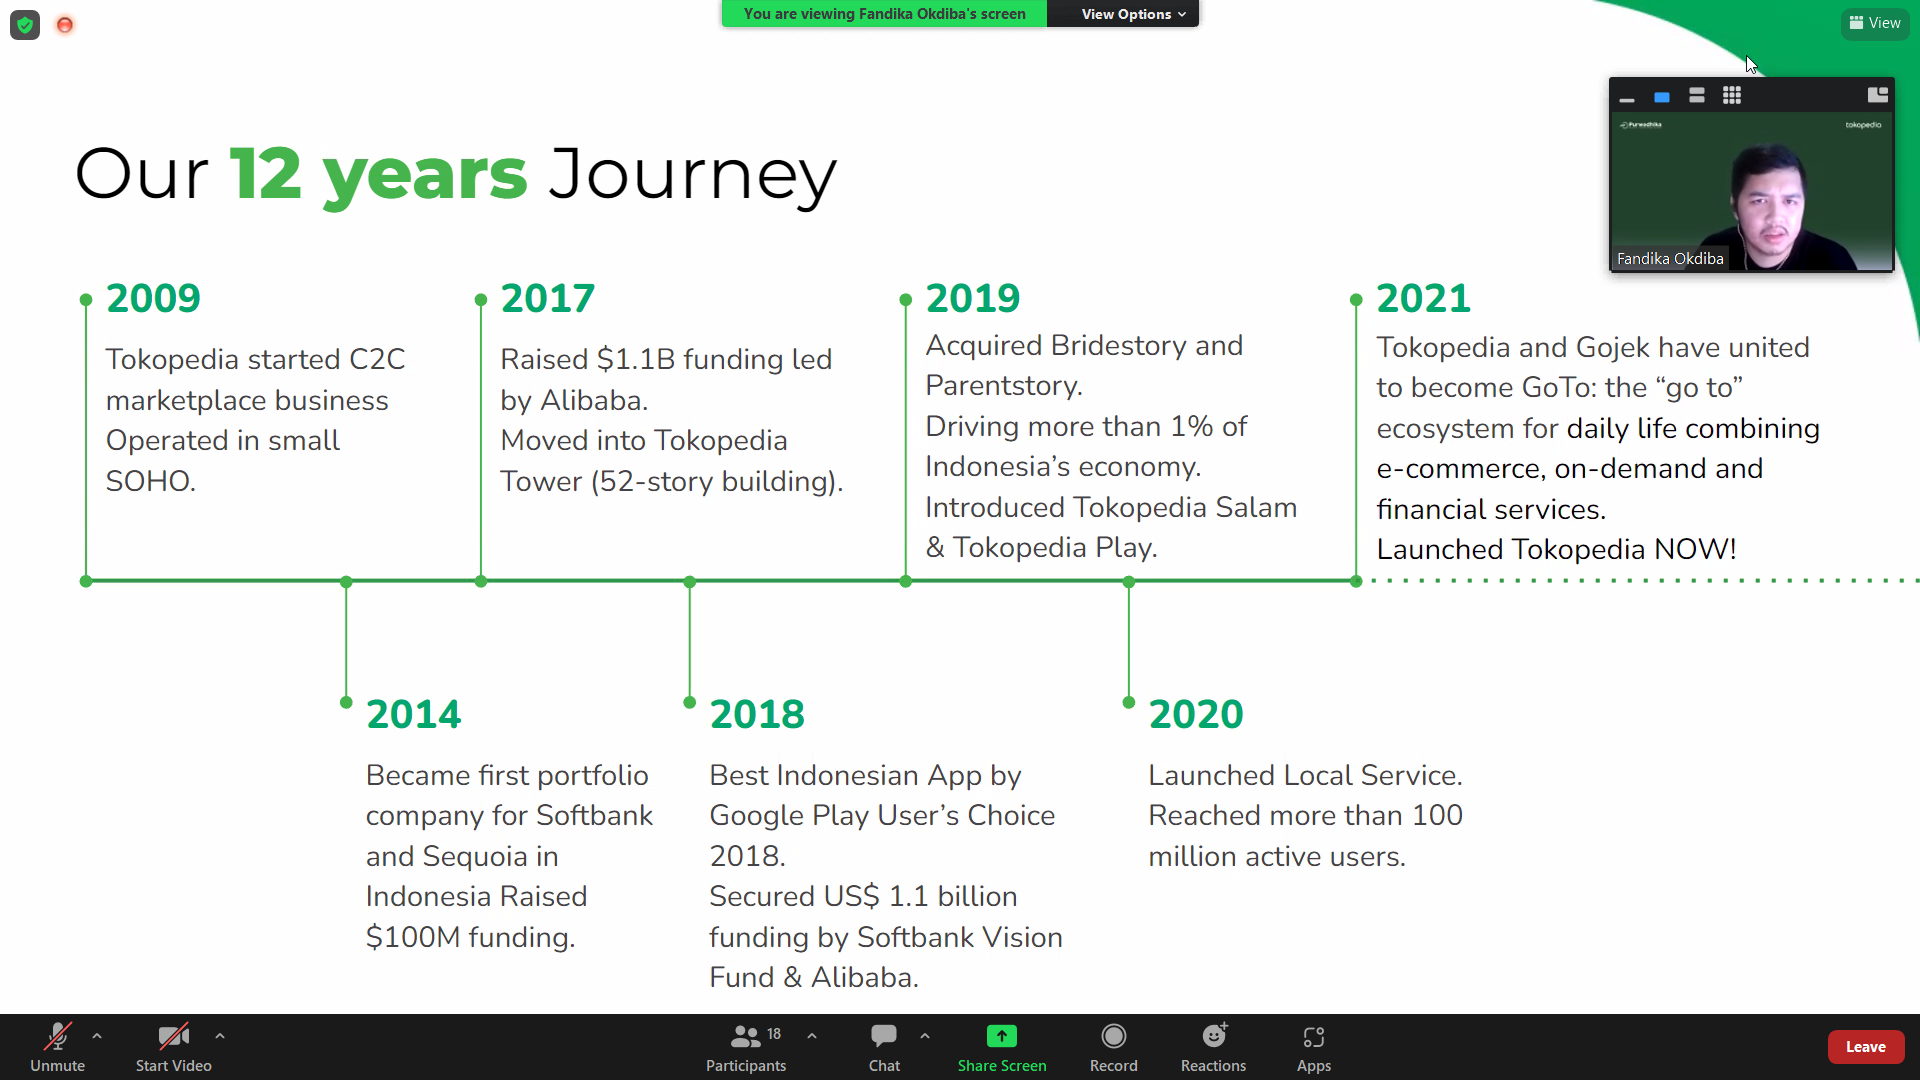 You are viewing Fandika Okdiba's screen
View Options
View
Our 12 years Journey
Purwadhika
tokopedia
Fandika Okdiba
2009
Tokopedia started C2C
marketplace business
Operated in small
SOHO.
2017
Raised $1.1B funding led
by Alibaba.
Moved into Tokopedia
Tower (52-story building).
2019
Acquired Bridestory and
Parentstory.
Driving more than 1% of
Indonesia’s economy.
Introduced Tokopedia Salam
& Tokopedia Play.
2021
Tokopedia and Gojek have united
to become GoTo: the “go to”
ecosystem for daily life combining
e-commerce, on-demand and
financial services.
Launched Tokopedia NOW!
2014
Became first portfolio
company for Softbank
and Sequoia in
Indonesia Raised
$100M funding.
2018
Best Indonesian App by
Google Play User’s Choice
2018.
Secured US$ 1.1 billion
funding by Softbank Vision
Fund & Alibaba.
2020
Launched Local Service.
Reached more than 100
million active users.
Unmute
Start Video
18
Participants
Chat
Share Screen
Record
Reactions
Apps
Leave